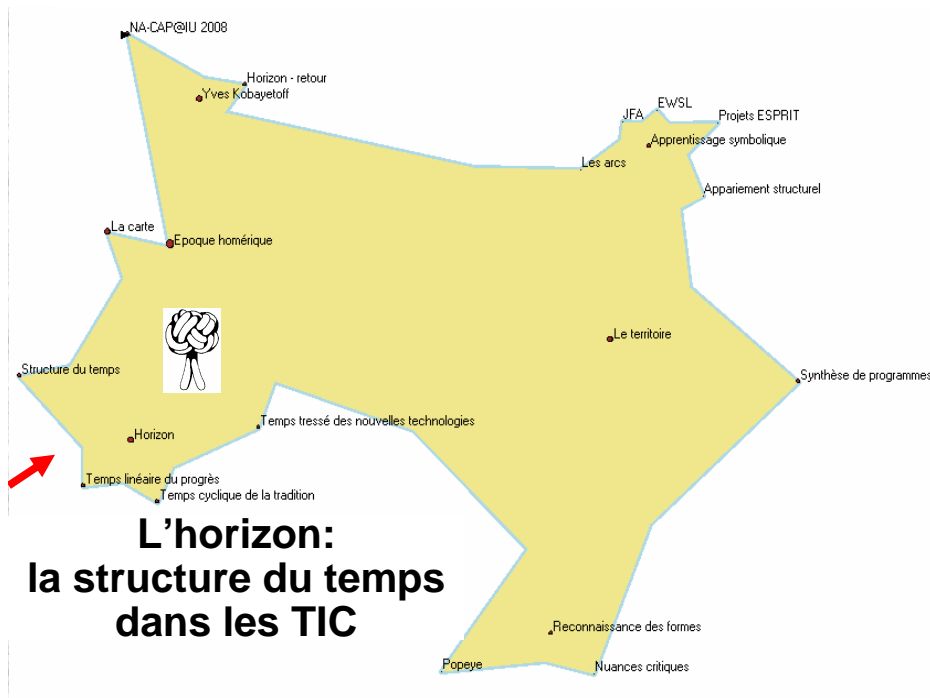 NA-CAP@IU 2008
Horizon - retour
Yves Kobayetoff
EWSL
JFA
Projets ESPRIT
Apprentissage symbolique
Les arcs
Appariement structurel
La carte
Epoque homérique
Le territoire
Structure du temps
Synthèse de programmes
Temps tressé des nouvelles technologies
Horizon
Temps linéaire du progrès
Temps cyclique de la tradition
L'horizon:
la structure du temps
dans les TIC
Reconnaissance des formes
Popeye
Nuances critiques